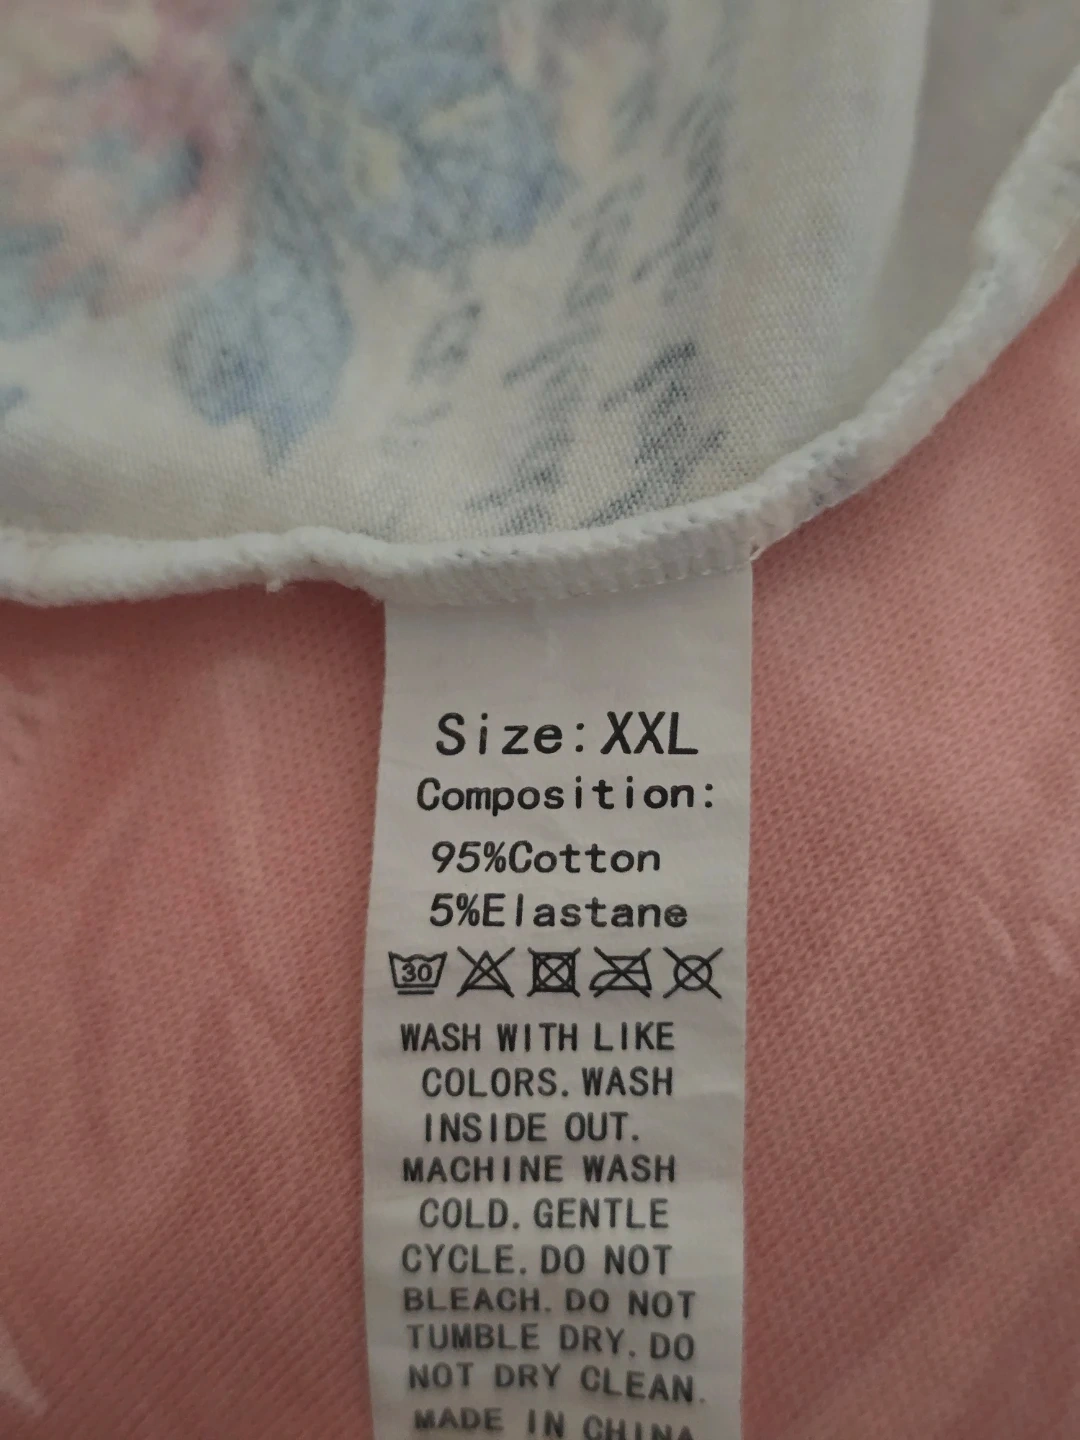 Size:XXL
Composition:
95%Cotton
5%Elastane
30
WASH WITH LIKE
COLORS. WASH
INSIDE OUT.
MACHINE WASH
COLD. GENTLE
CYCLE. DO NOT
BLEACH. DO NOT
TUMBLE DRY. DO
NOT DRY CLEAN.
MADE IN CHINA